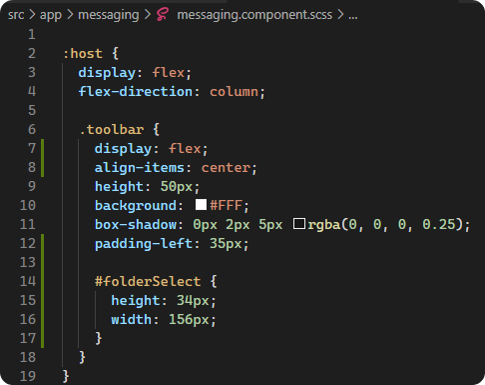 src > app > messaging > messaging.component.scss > ...
1
2 :host {
3   display: flex;
4   flex-direction: column;
5
6   .toolbar {
7     display: flex;
8     align-items: center;
9     height: 50px;
10     background: #FFF;
11     box-shadow: 0px 2px 5px rgba(0, 0, 0, 0.25);
12     padding-left: 35px;
13
14     #folderSelect {
15       height: 34px;
16       width: 156px;
17     }
18   }
19 }